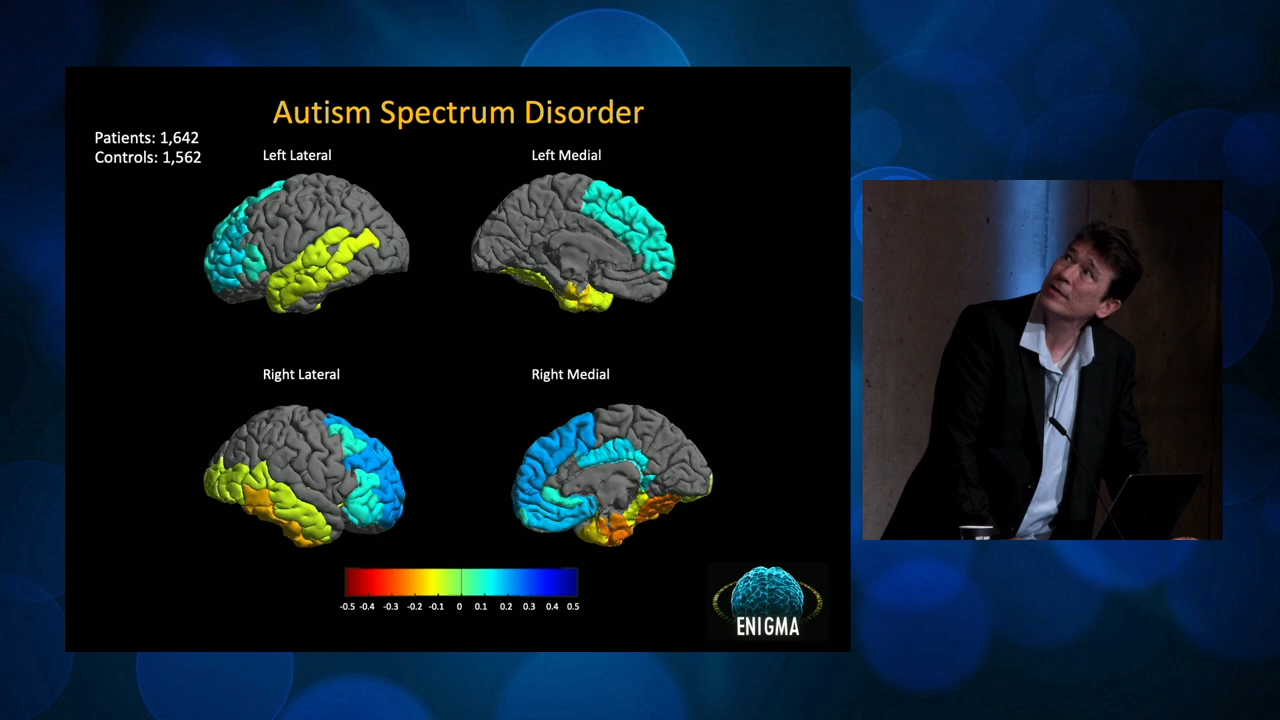 Autism Spectrum Disorder
Patients: 1,642
Controls: 1,562
Left Lateral
Left Medial
Right Lateral
Right Medial
-0.5 -0.4 -0.3 -0.2 -0.1 0 0.1 0.2 0.3 0.4 0.5
ENIGMA